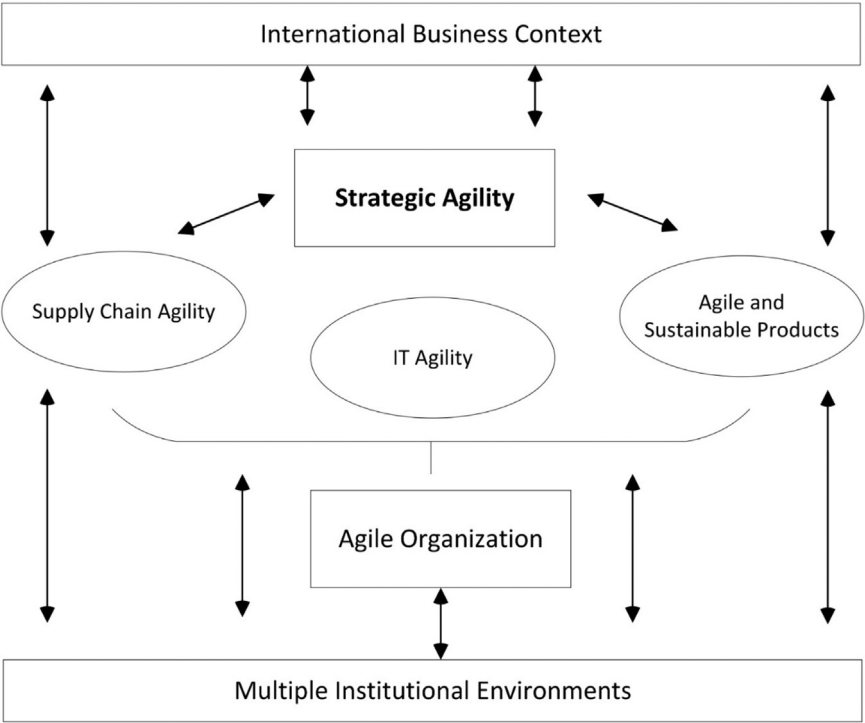 International Business Context
Strategic Agility
Supply Chain Agility
Agile and
Sustainable Products
IT Agility
Agile Organization
Multiple Institutional Environments